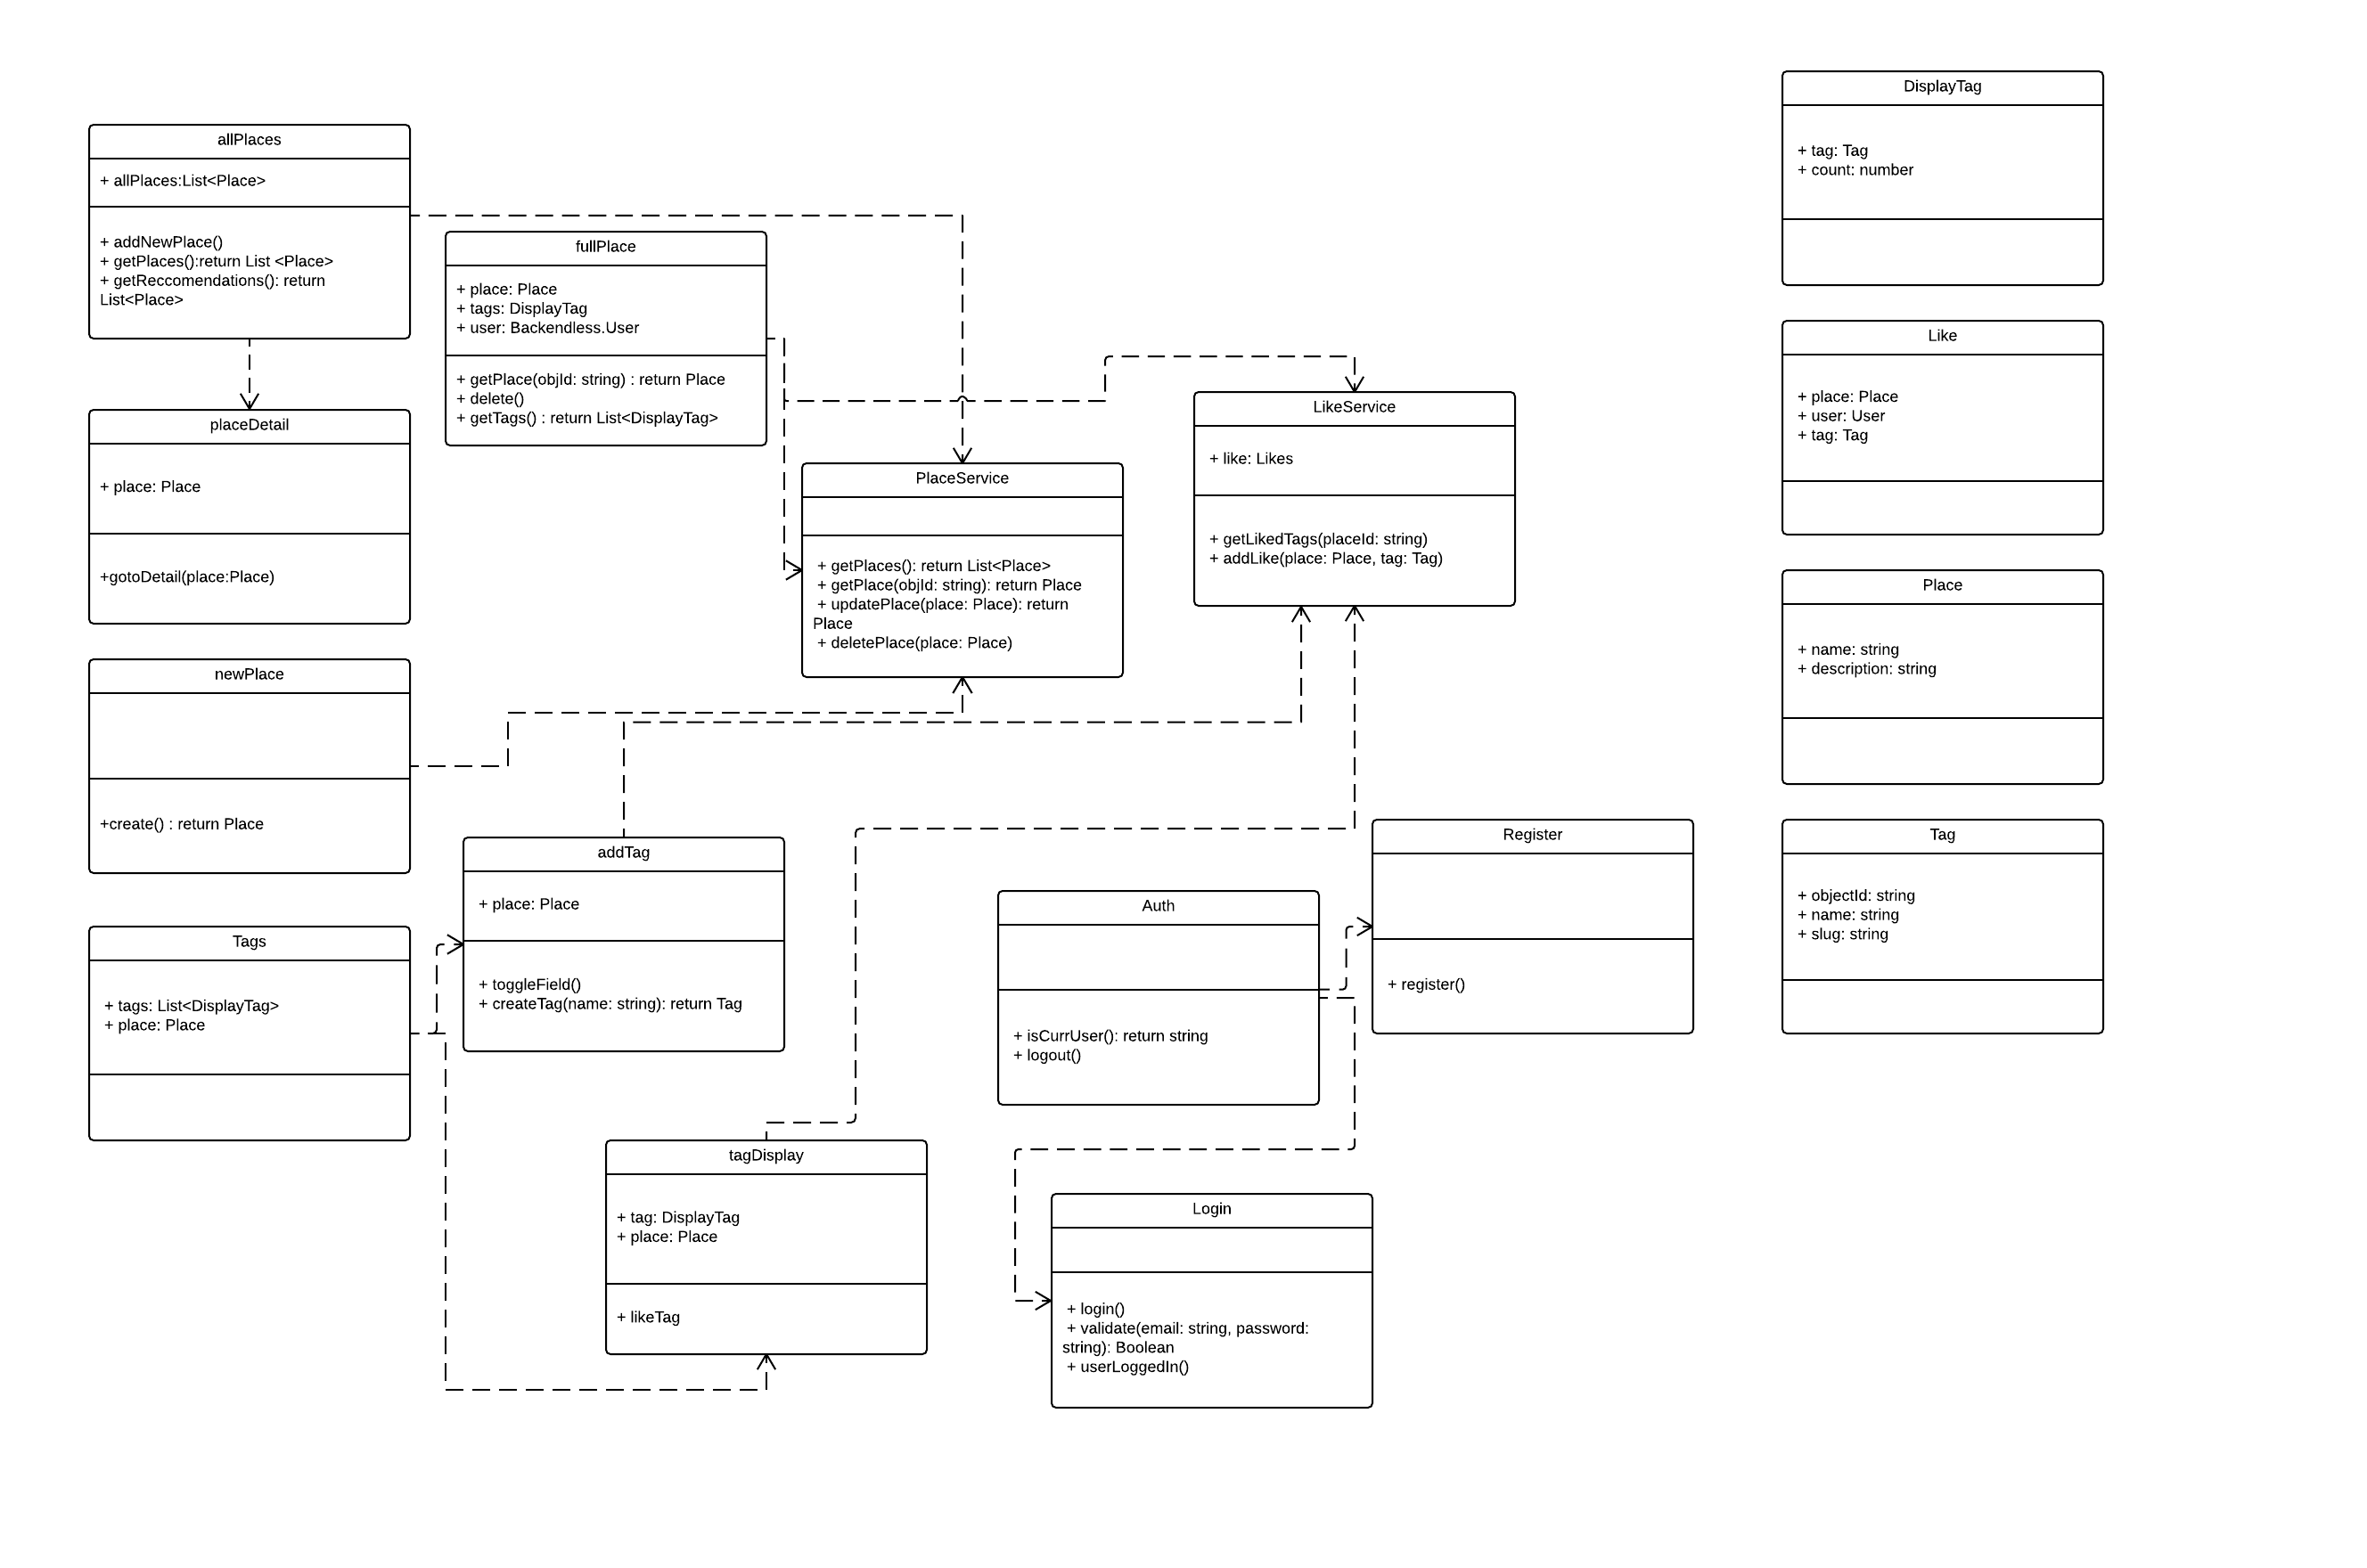 allPlaces
+ allPlaces:List<Place>
+ addNewPlace()
+ getPlaces():return List <Place>
+ getReccomendations(): return
List<Place>
placeDetail
+ place: Place
+gotoDetail(place:Place)
newPlace
+create() : return Place
Tags
+ tags: List<DisplayTag>
+ place: Place
fullPlace
+ place: Place
+ tags: DisplayTag
+ user: Backendless.User
+ getPlace(objId: string) : return Place
+ delete()
+ getTags() : return List<DisplayTag>
addTag
+ place: Place
+ toggleField()
+ createTag(name: string): return Tag
tagDisplay
+ tag: DisplayTag
+ place: Place
+ likeTag
PlaceService
+ getPlaces(): return List<Place>
+ getPlace(objId: string): return Place
+ updatePlace(place: Place): return
Place
+ deletePlace(place: Place)
LikeService
+ like: Likes
+ getLikedTags(placeId: string)
+ addLike(place: Place, tag: Tag)
Auth
+ isCurrUser(): return string
+ logout()
Register
+ register()
Login
+ login()
+ validate(email: string, password:
string): Boolean
+ userLoggedIn()
DisplayTag
+ tag: Tag
+ count: number
Like
+ place: Place
+ user: User
+ tag: Tag
Place
+ name: string
+ description: string
Tag
+ objectId: string
+ name: string
+ slug: string